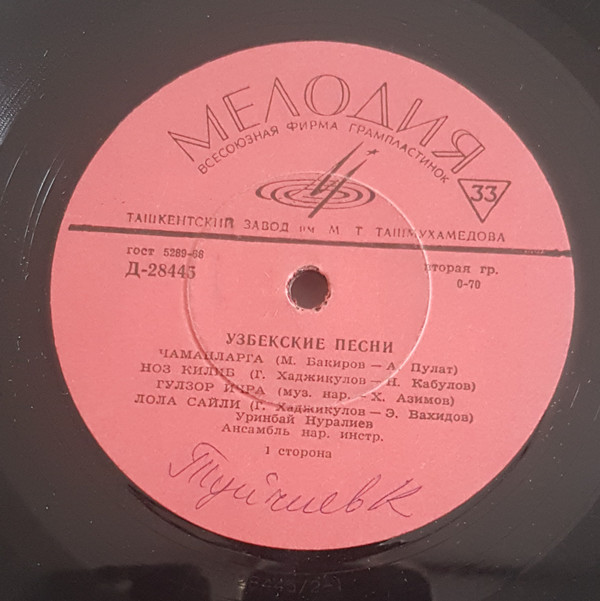 МЕЛОДИЯ
ВСЕСОЮЗНАЯ ФИРМА ГРАМПЛАСТИНОК
33
ТАШКЕНТСКИЙ ЗАВОД им М Т ТАШМУХАМЕДОВА
гост 5289-68
вторая гр.
Д-28445
0-70
УЗБЕКСКИЕ ПЕСНИ
ЧАМАНЛАРГА (М. Бакиров — А. Пулат)
НОЗ КИЛИБ (Г. Хаджикулов — Н. Кабулов)
ГУЛЗОР ИЧРА (муз. нар. — Х. Азимов)
ЛОЛА САЙЛИ (Г. Хаджикулов — Э. Вахидов)
Уринбай Нуралиев
Ансамбль нар. инстр.
1 сторона
Туйчиев К